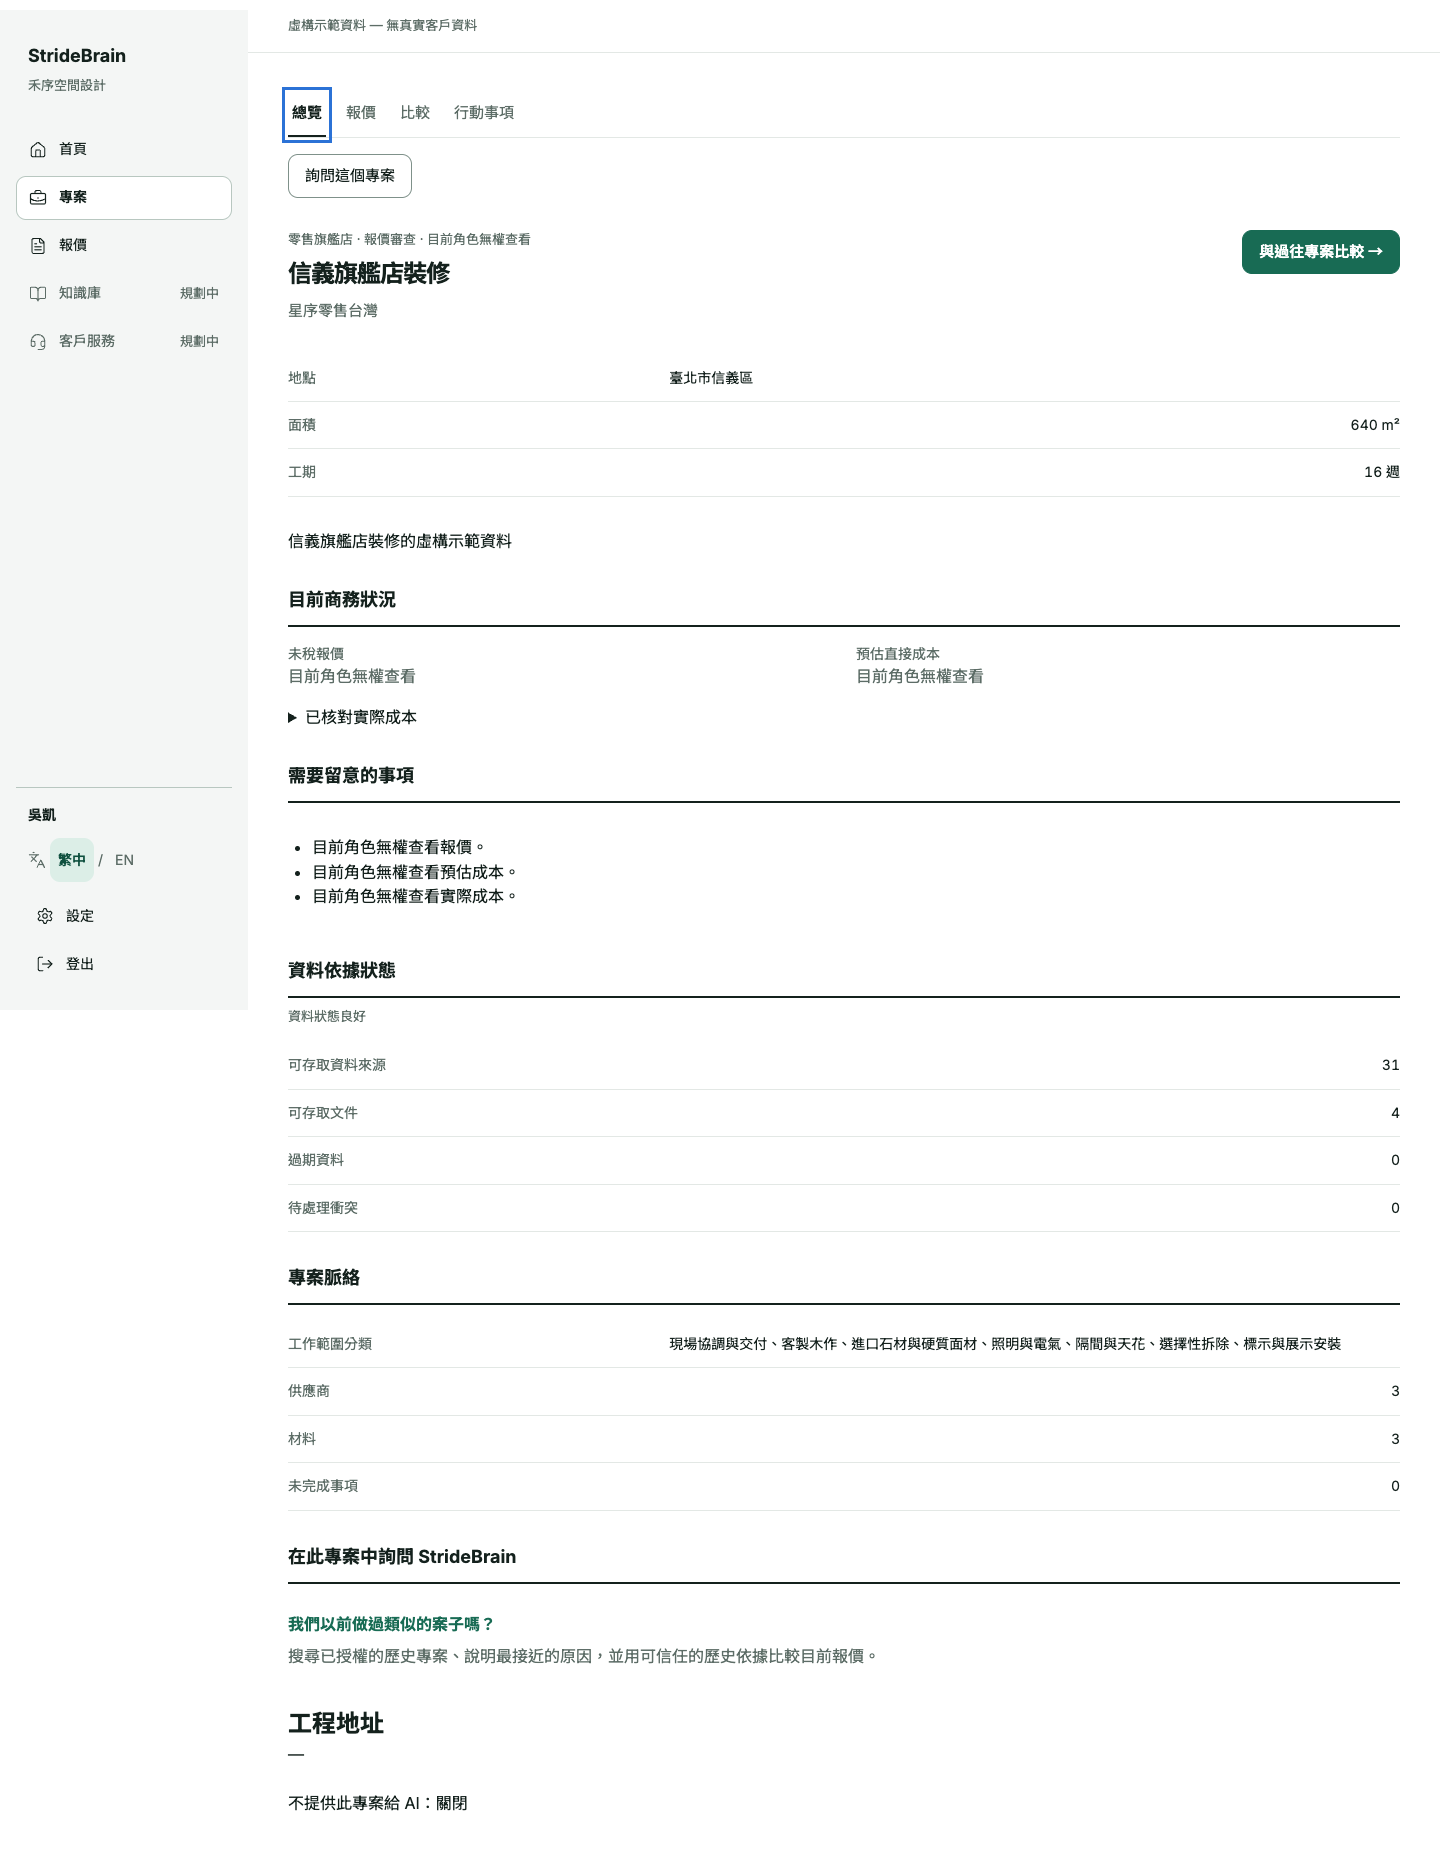 虛構示範資料 — 無真實客戶資料
StrideBrain
禾序空間設計
首頁
專案
報價
知識庫 規劃中
客戶服務 規劃中
吳凱
繁中 / EN
設定
登出
總覽 報價 比較 行動事項
詢問這個專案
零售旗艦店 · 報價審查 · 目前角色無權查看
信義旗艦店裝修
星序零售台灣
與過往專案比較 →
地點 臺北市信義區
面積 640 m²
工期 16 週
信義旗艦店裝修的虛構示範資料
目前商務狀況
未稅報價 預估直接成本
目前角色無權查看 目前角色無權查看
▶ 已核對實際成本
需要留意的事項
• 目前角色無權查看報價。
• 目前角色無權查看預估成本。
• 目前角色無權查看實際成本。
資料依據狀態
資料狀態良好
可存取資料來源 31
可存取文件 4
過期資料 0
待處理衝突 0
專案脈絡
工作範圍分類 現場協調與交付、客製木作、進口石材與硬質面材、照明與電氣、隔間與天花、選擇性拆除、標示與展示安裝
供應商 3
材料 3
未完成事項 0
在此專案中詢問 StrideBrain
我們以前做過類似的案子嗎？
搜尋已授權的歷史專案、說明最接近的原因，並用可信任的歷史依據比較目前報價。
工程地址
—
不提供此專案給 AI：關閉